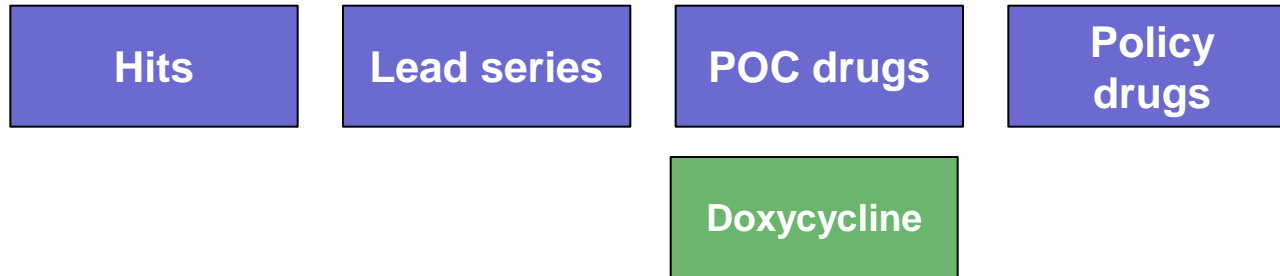 Hits
Lead series
POC drugs
Policy
drugs
Doxycycline